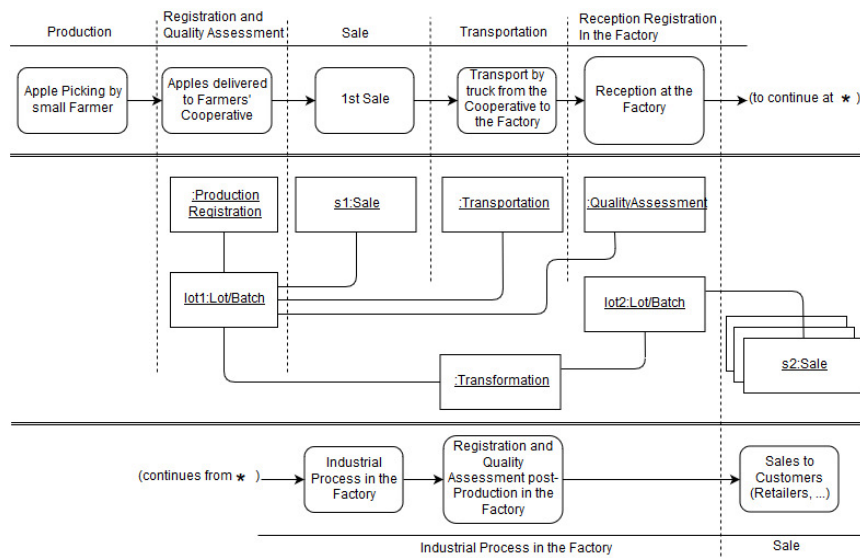 Production
Registration and
Quality Assessment
Sale
Transportation
Reception Registration
In the Factory
Apple Picking by
small Farmer
Apples delivered
to Farmers'
Cooperative
1st Sale
Transport by
truck from the
Cooperative to
the Factory
Reception at the
Factory
(to continue at * )
:Production
Registration
s1:Sale
:Transportation
:QualityAssessment
lot1:Lot/Batch
lot2:Lot/Batch
:Transformation
s2:Sale
(continues from * )
Industrial
Process in the
Factory
Registration and
Quality
Assessment post-
Production in the
Factory
Sales to
Customers
(Retailers, ...)
Industrial Process in the Factory
Sale